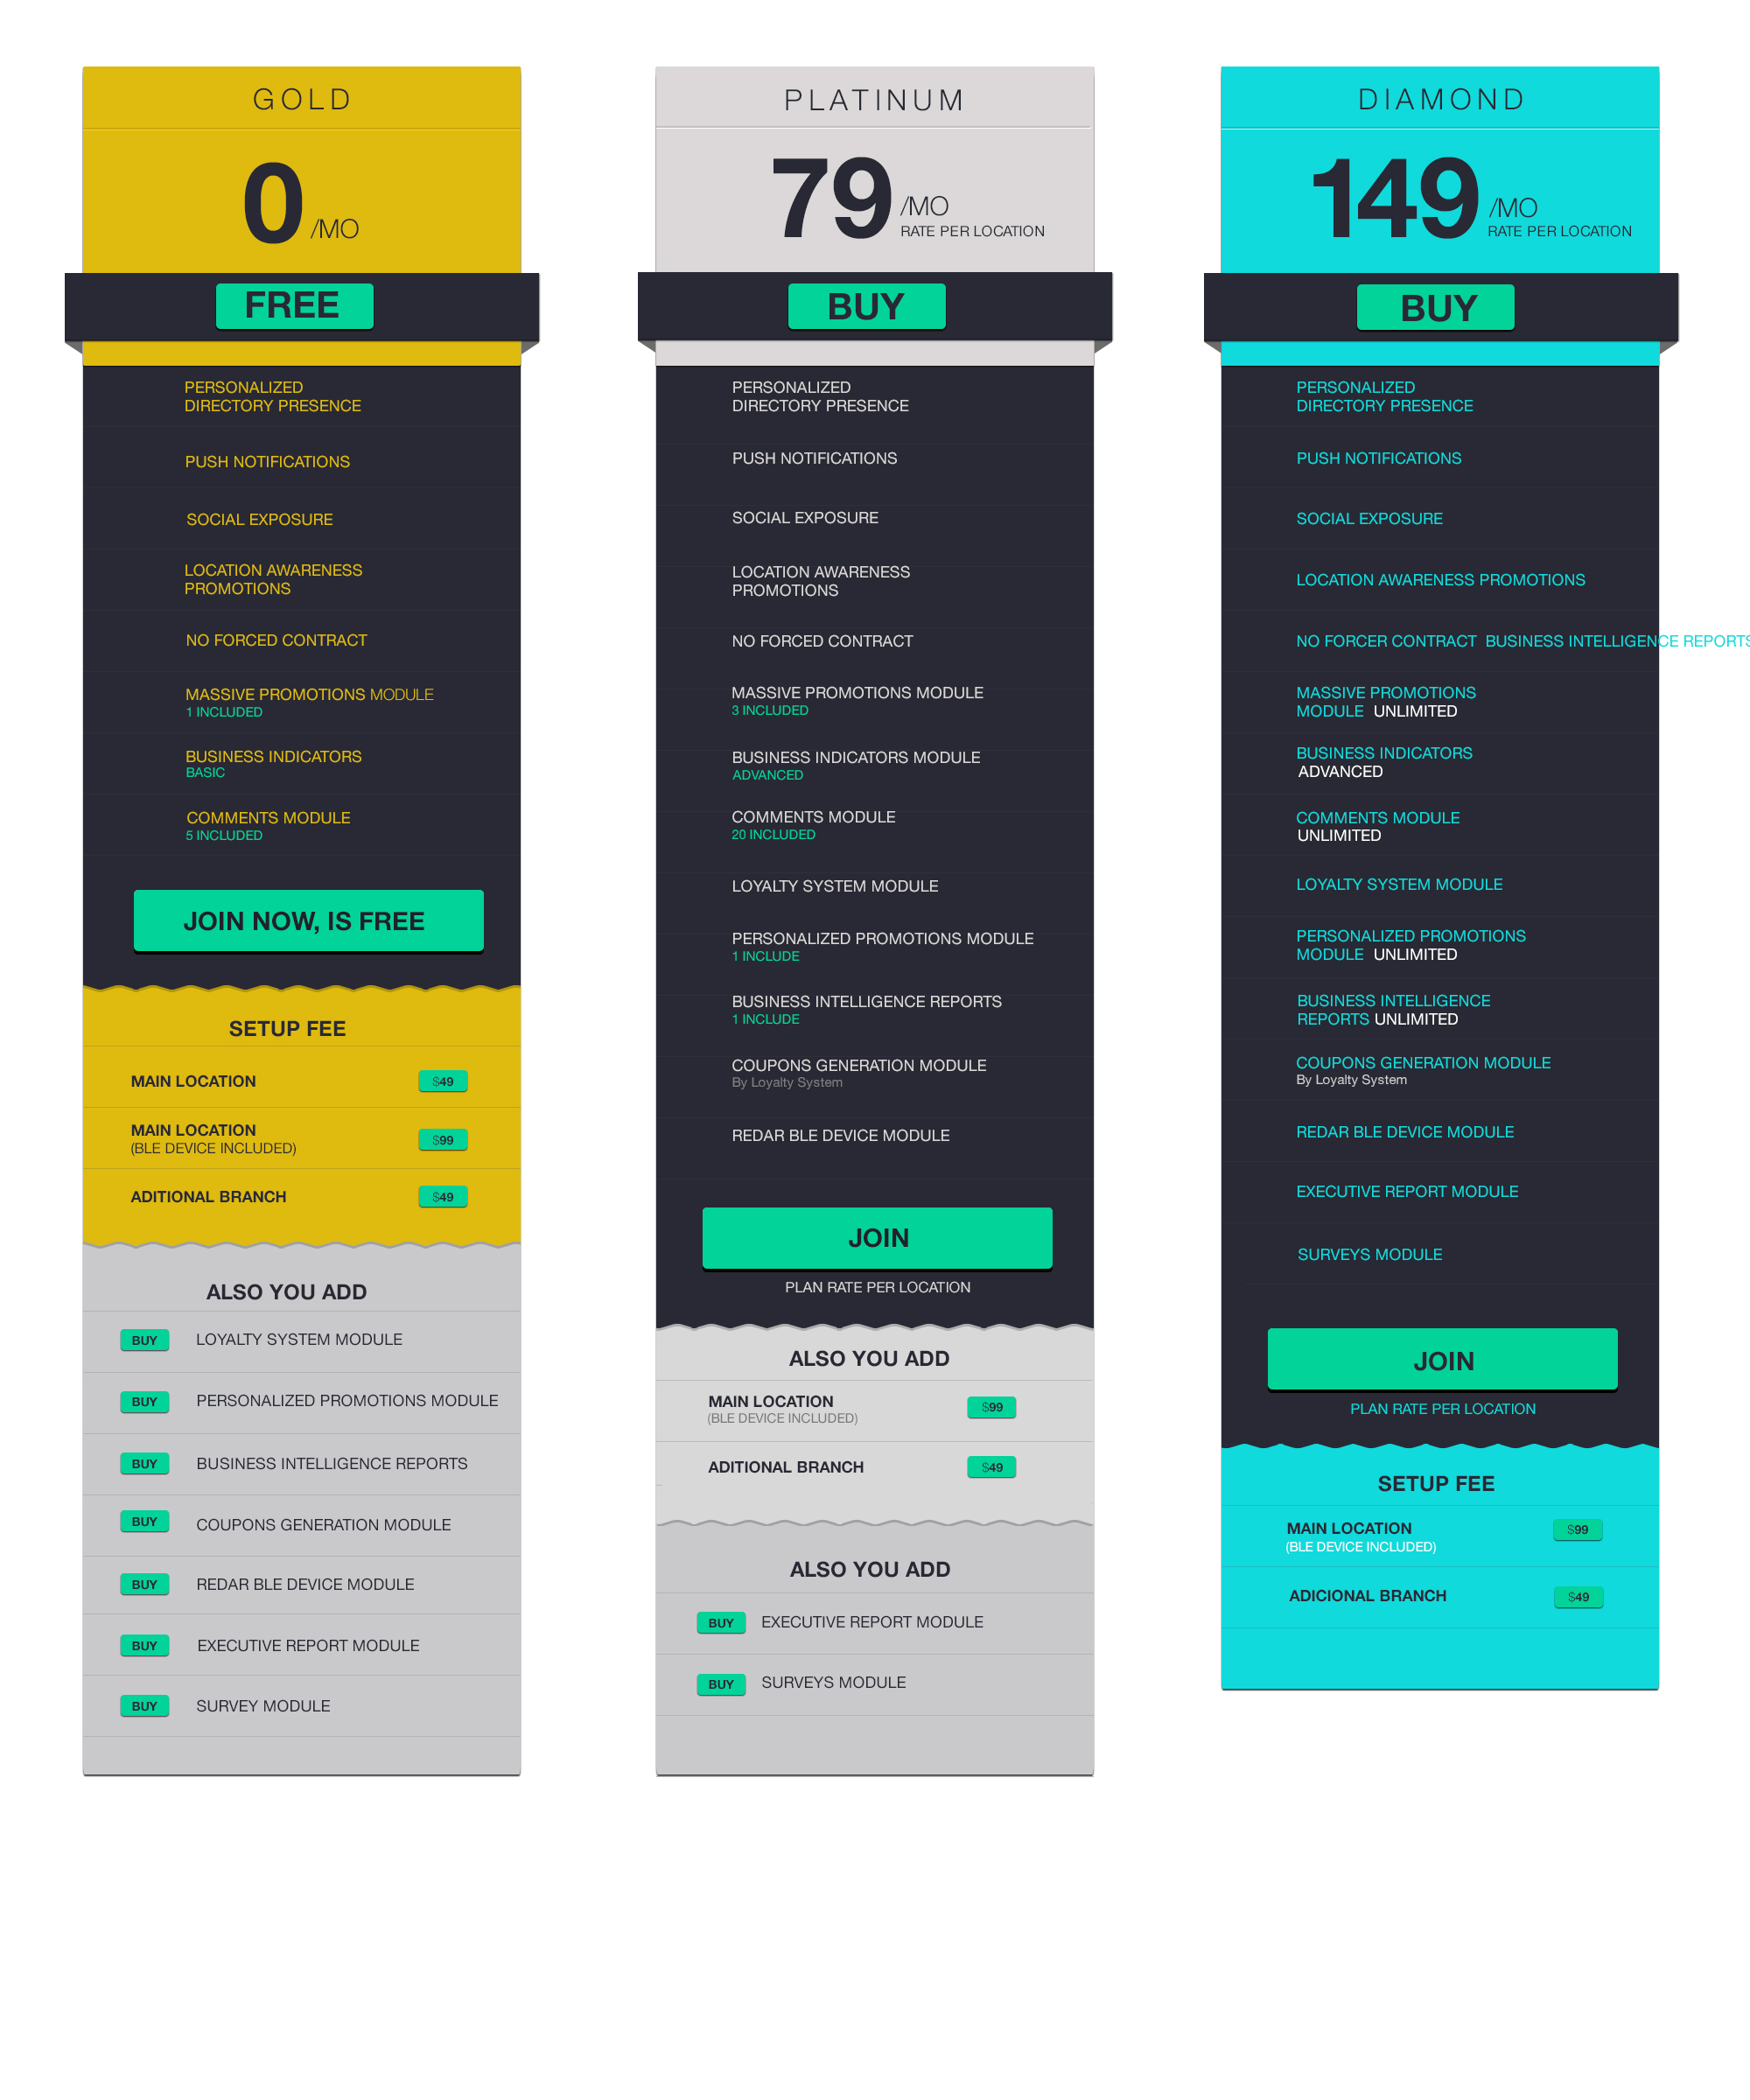 GOLD
0 /MO
FREE
PERSONALIZED
DIRECTORY PRESENCE
PUSH NOTIFICATIONS
SOCIAL EXPOSURE
LOCATION AWARENESS
PROMOTIONS
NO FORCED CONTRACT
MASSIVE PROMOTIONS MODULE
1 INCLUDED
BUSINESS INDICATORS
BASIC
COMMENTS MODULE
5 INCLUDED
JOIN NOW, IS FREE
SETUP FEE
MAIN LOCATION $49
MAIN LOCATION
(BLE DEVICE INCLUDED) $99
ADITIONAL BRANCH $49
ALSO YOU ADD
BUY LOYALTY SYSTEM MODULE
BUY PERSONALIZED PROMOTIONS MODULE
BUY BUSINESS INTELLIGENCE REPORTS
BUY COUPONS GENERATION MODULE
BUY REDAR BLE DEVICE MODULE
BUY EXECUTIVE REPORT MODULE
BUY SURVEY MODULE
PLATINUM
79 /MO
RATE PER LOCATION
BUY
PERSONALIZED
DIRECTORY PRESENCE
PUSH NOTIFICATIONS
SOCIAL EXPOSURE
LOCATION AWARENESS
PROMOTIONS
NO FORCED CONTRACT
MASSIVE PROMOTIONS MODULE
3 INCLUDED
BUSINESS INDICATORS MODULE
ADVANCED
COMMENTS MODULE
20 INCLUDED
LOYALTY SYSTEM MODULE
PERSONALIZED PROMOTIONS MODULE
1 INCLUDE
BUSINESS INTELLIGENCE REPORTS
1 INCLUDE
COUPONS GENERATION MODULE
By Loyalty System
REDAR BLE DEVICE MODULE
JOIN
PLAN RATE PER LOCATION
ALSO YOU ADD
MAIN LOCATION
(BLE DEVICE INCLUDED) $99
ADITIONAL BRANCH $49
ALSO YOU ADD
BUY EXECUTIVE REPORT MODULE
BUY SURVEYS MODULE
DIAMOND
149 /MO
RATE PER LOCATION
BUY
PERSONALIZED
DIRECTORY PRESENCE
PUSH NOTIFICATIONS
SOCIAL EXPOSURE
LOCATION AWARENESS PROMOTIONS
NO FORCER CONTRACT BUSINESS INTELLIGENCE REPORTS
MASSIVE PROMOTIONS
MODULE UNLIMITED
BUSINESS INDICATORS
ADVANCED
COMMENTS MODULE
UNLIMITED
LOYALTY SYSTEM MODULE
PERSONALIZED PROMOTIONS
MODULE UNLIMITED
BUSINESS INTELLIGENCE
REPORTS UNLIMITED
COUPONS GENERATION MODULE
By Loyalty System
REDAR BLE DEVICE MODULE
EXECUTIVE REPORT MODULE
SURVEYS MODULE
JOIN
PLAN RATE PER LOCATION
SETUP FEE
MAIN LOCATION
(BLE DEVICE INCLUDED) $99
ADICIONAL BRANCH $49